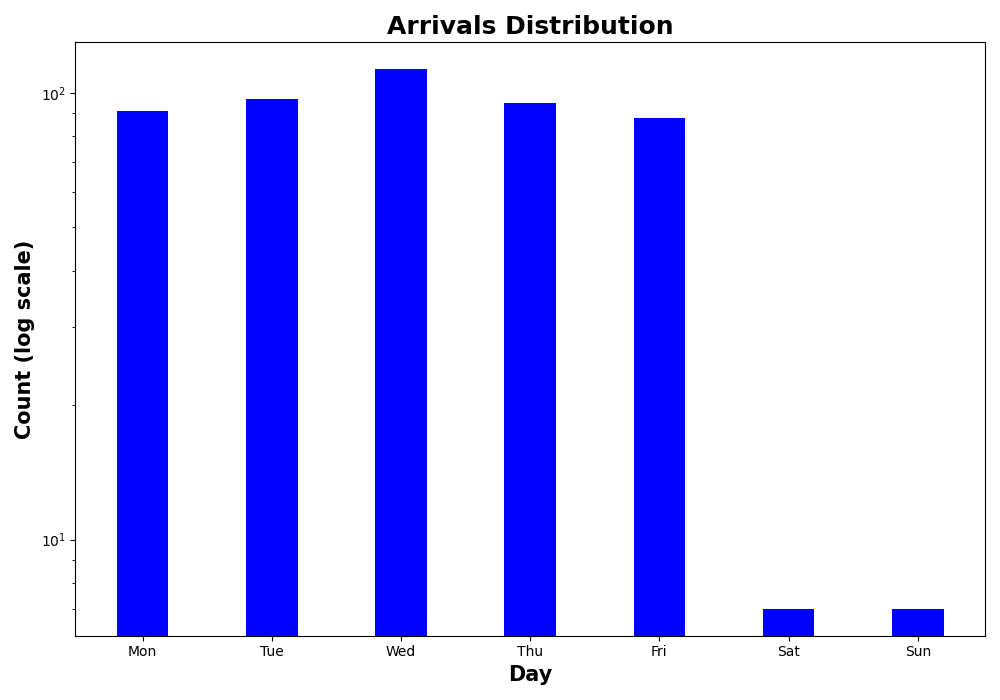 Arrivals Distribution
Count (log scale)
10²
10¹
Mon Tue Wed Thu Fri Sat Sun
Day